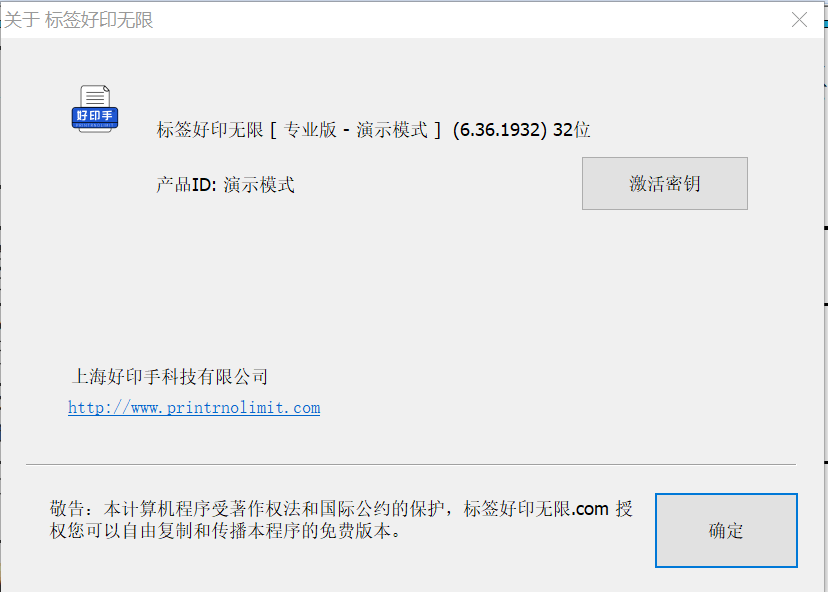 关于 标签好印无限
好印手
PRINTRNOLIMIT
标签好印无限 [ 专业版 - 演示模式 ] (6.36.1932) 32位
产品ID: 演示模式
激活密钥
上海好印手科技有限公司
http://www.printrnolimit.com
敬告：本计算机程序受著作权法和国际公约的保护，标签好印无限.com 授
权您可以自由复制和传播本程序的免费版本。
确定